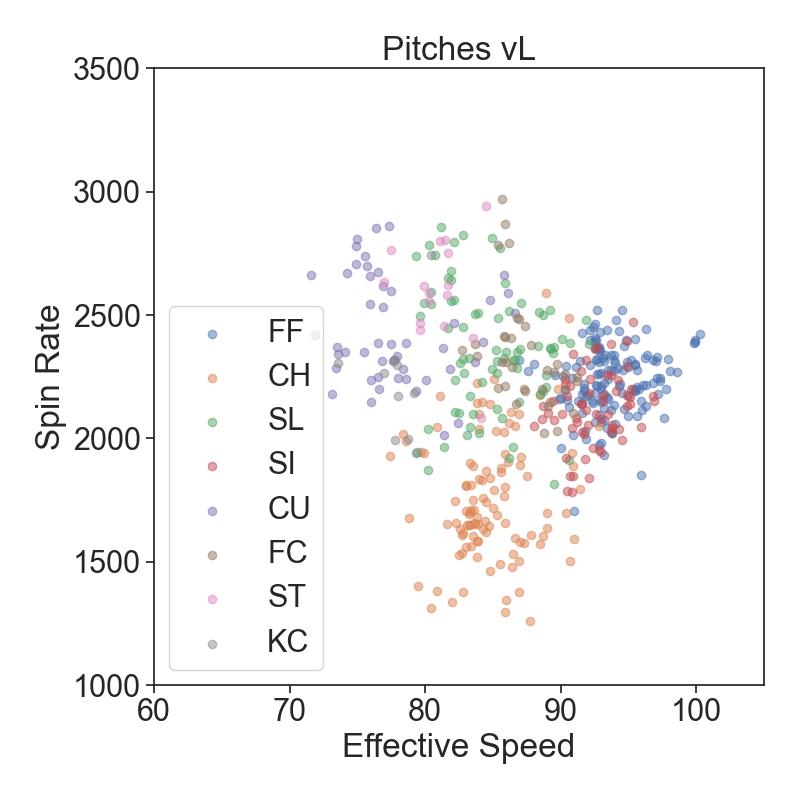 Pitches vL
3500
3000
2500
2000
1500
1000
Spin Rate
FF
CH
SL
SI
CU
FC
ST
KC
60 70 80 90 100
Effective Speed